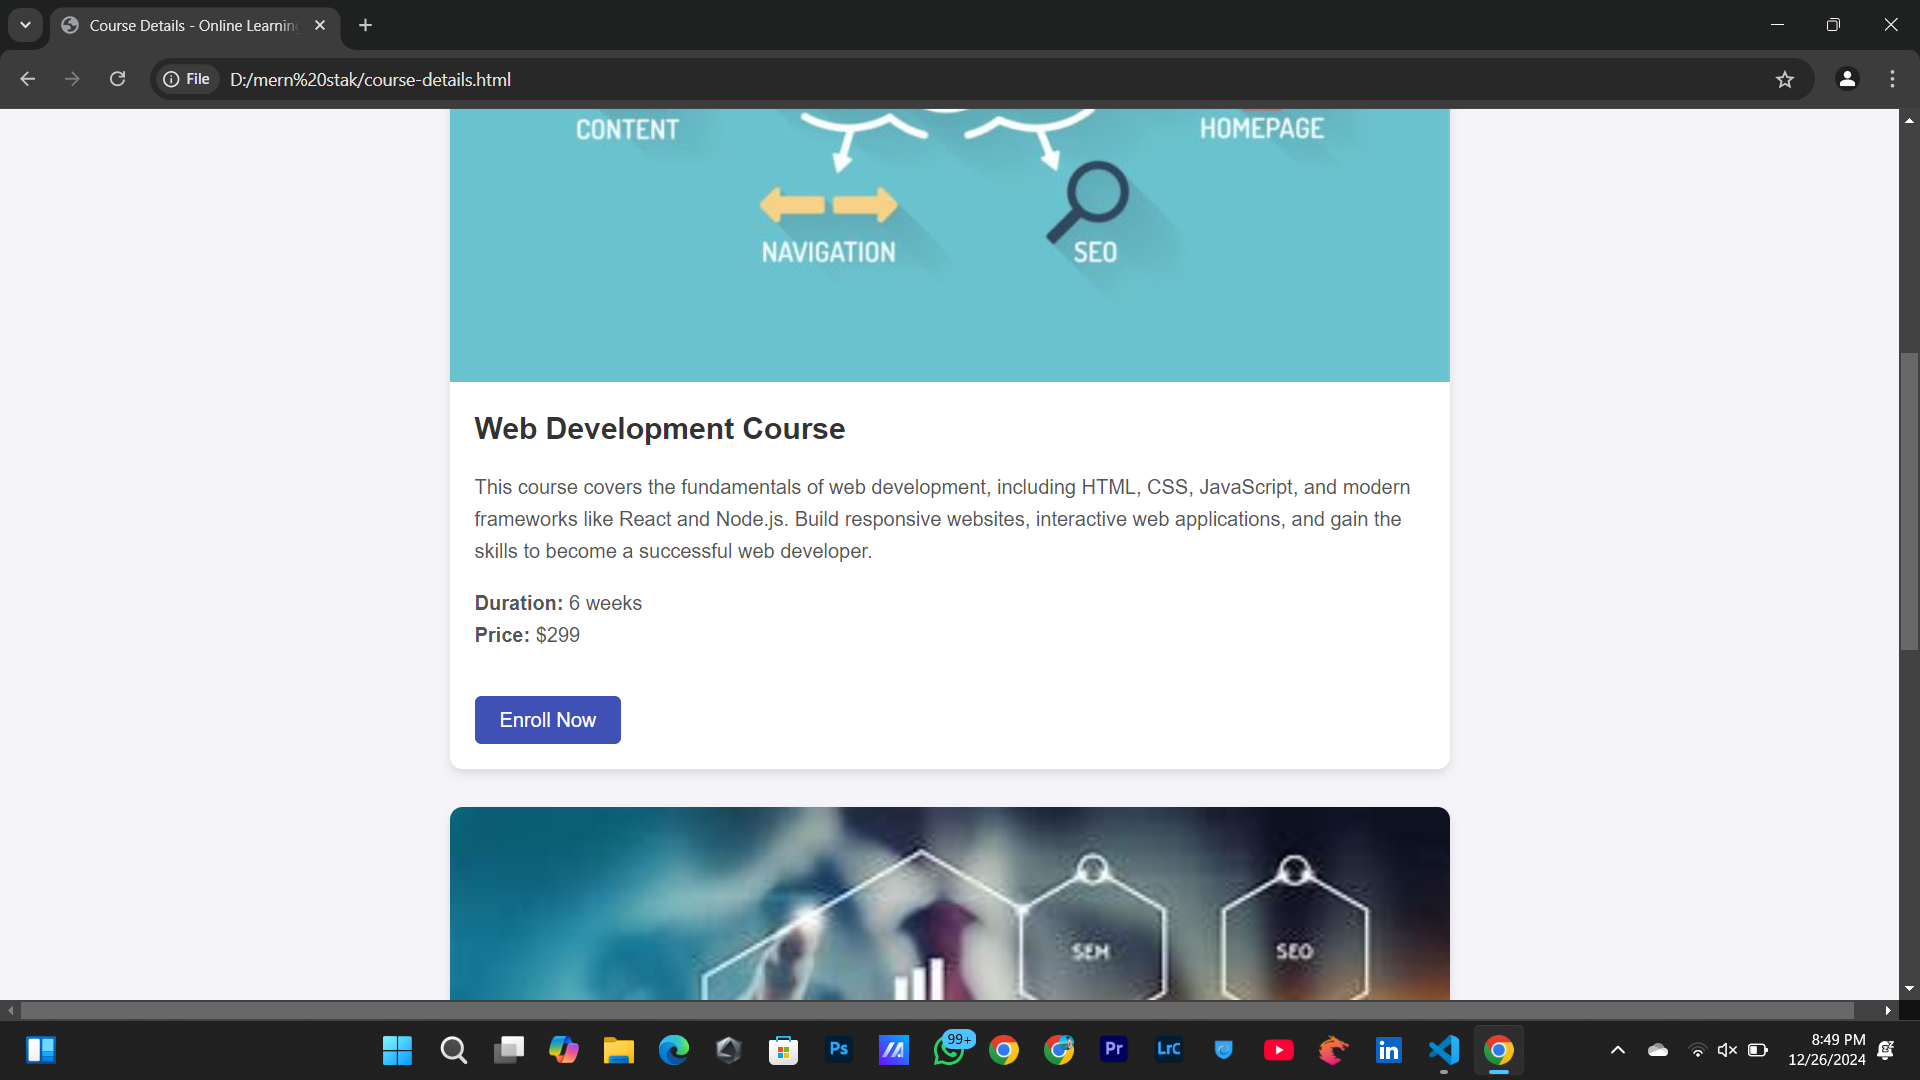 Course Details - Online Learnin
File
D:/mern%20stak/course-details.html
CONTENT
HOMEPAGE
NAVIGATION
SEO
Web Development Course
This course covers the fundamentals of web development, including HTML, CSS, JavaScript, and modern
frameworks like React and Node.js. Build responsive websites, interactive web applications, and gain the
skills to become a successful web developer.
Duration: 6 weeks
Price: $299
Enroll Now
SEM
SEO
Ps
99+
Pr
LrC
in
8:49 PM
12/26/2024